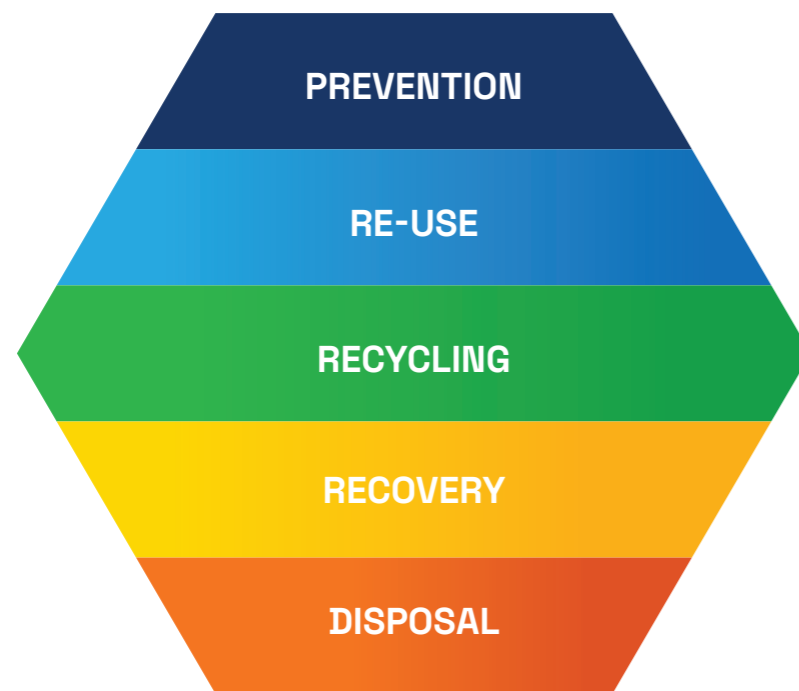 PREVENTION
RE-USE
RECYCLING
RECOVERY
DISPOSAL